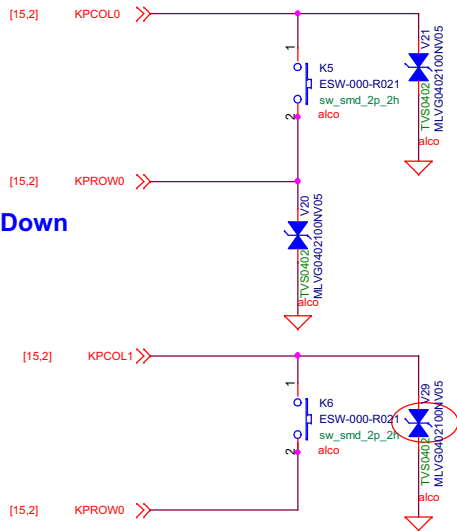 [15,2] KPCOL0
1
K5
ESW-000-R021
sw_smd_2p_2h
alco
2
V21
TVS0402
MLVG0402100NV05
alco
[15,2] KPROW0
Down
V20
TVS0402
MLVG0402100NV05
alco
[15,2] KPCOL1
1
K6
ESW-000-R021
sw_smd_2p_2h
alco
2
V29
TVS0402
MLVG0402100NV05
alco
[15,2] KPROW0